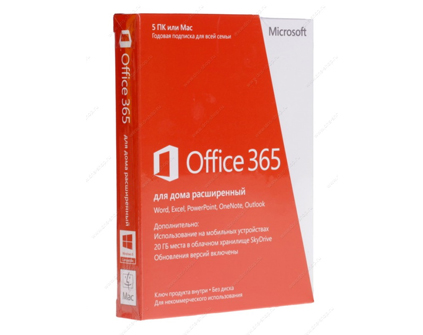 5 ПК или Mac
Годовая подписка для всей семьи
Microsoft
Office 365
для дома расширенный
Word, Excel, PowerPoint, OneNote, Outlook
Дополнительно:
Использование на мобильных устройствах
20 ГБ места в облачном хранилище SkyDrive
Обновления версий включены
Ключ продукта внутри • Без диска
Для некоммерческого использования
Office 365
для дома расширенный
Mac